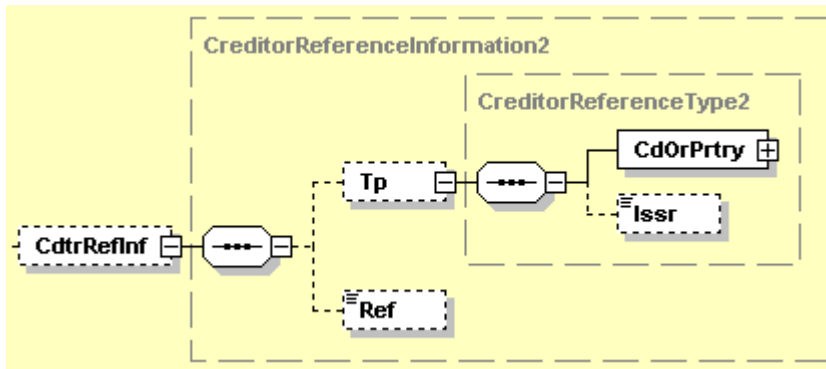 CreditorReferenceInformation2
CreditorReferenceType2
CdOrPrtry
Tp
Issr
CdtrRefInf
Ref